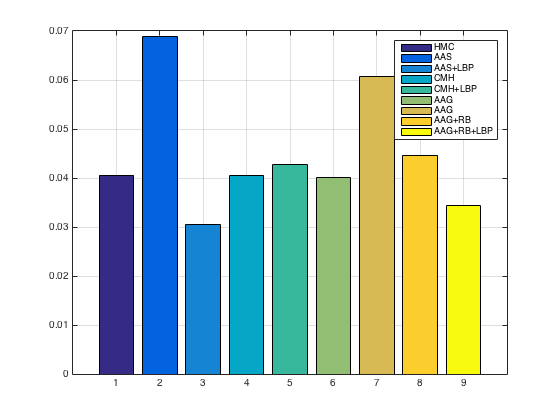 0.07
0.06
0.05
0.04
0.03
0.02
0.01
0
1 2 3 4 5 6 7 8 9
HMC
AAS
AAS+LBP
CMH
CMH+LBP
AAG
AAG
AAG+RB
AAG+RB+LBP